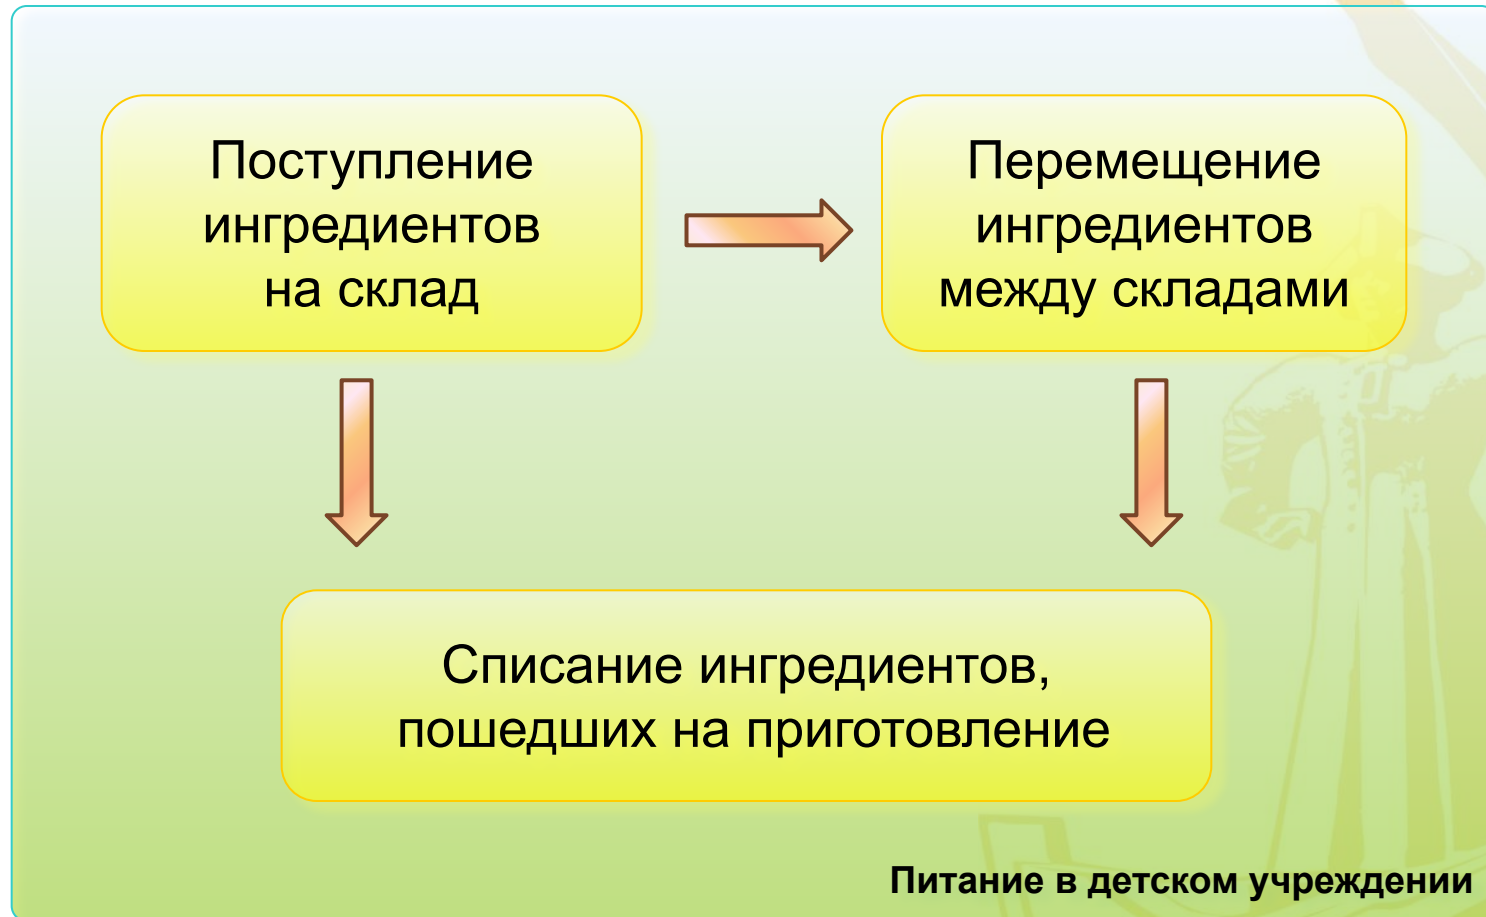 Поступление
ингредиентов
на склад
Перемещение
ингредиентов
между складами
Списание ингредиентов,
пошедших на приготовление
Питание в детском учреждении